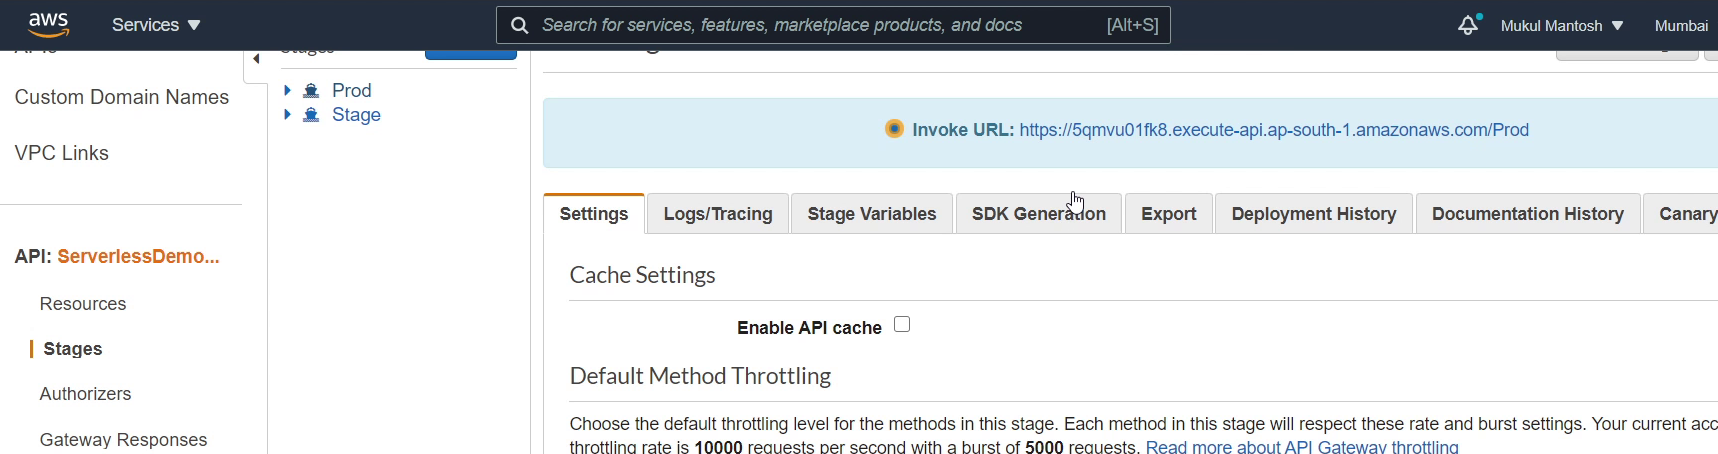 aws Services Search for services, features, marketplace products, and docs [Alt+S] Mukul Mantosh Mumbai
Custom Domain Names
VPC Links
API: ServerlessDemo...
Resources
Stages
Authorizers
Gateway Responses
Stages
Prod
Stage
Invoke URL: https://5qmvu01fk8.execute-api.ap-south-1.amazonaws.com/Prod
Settings Logs/Tracing Stage Variables SDK Generation Export Deployment History Documentation History Canary
Cache Settings
Enable API cache
Default Method Throttling
Choose the default throttling level for the methods in this stage. Each method in this stage will respect these rate and burst settings. Your current acc
throttling rate is 10000 requests per second with a burst of 5000 requests. Read more about API Gateway throttling